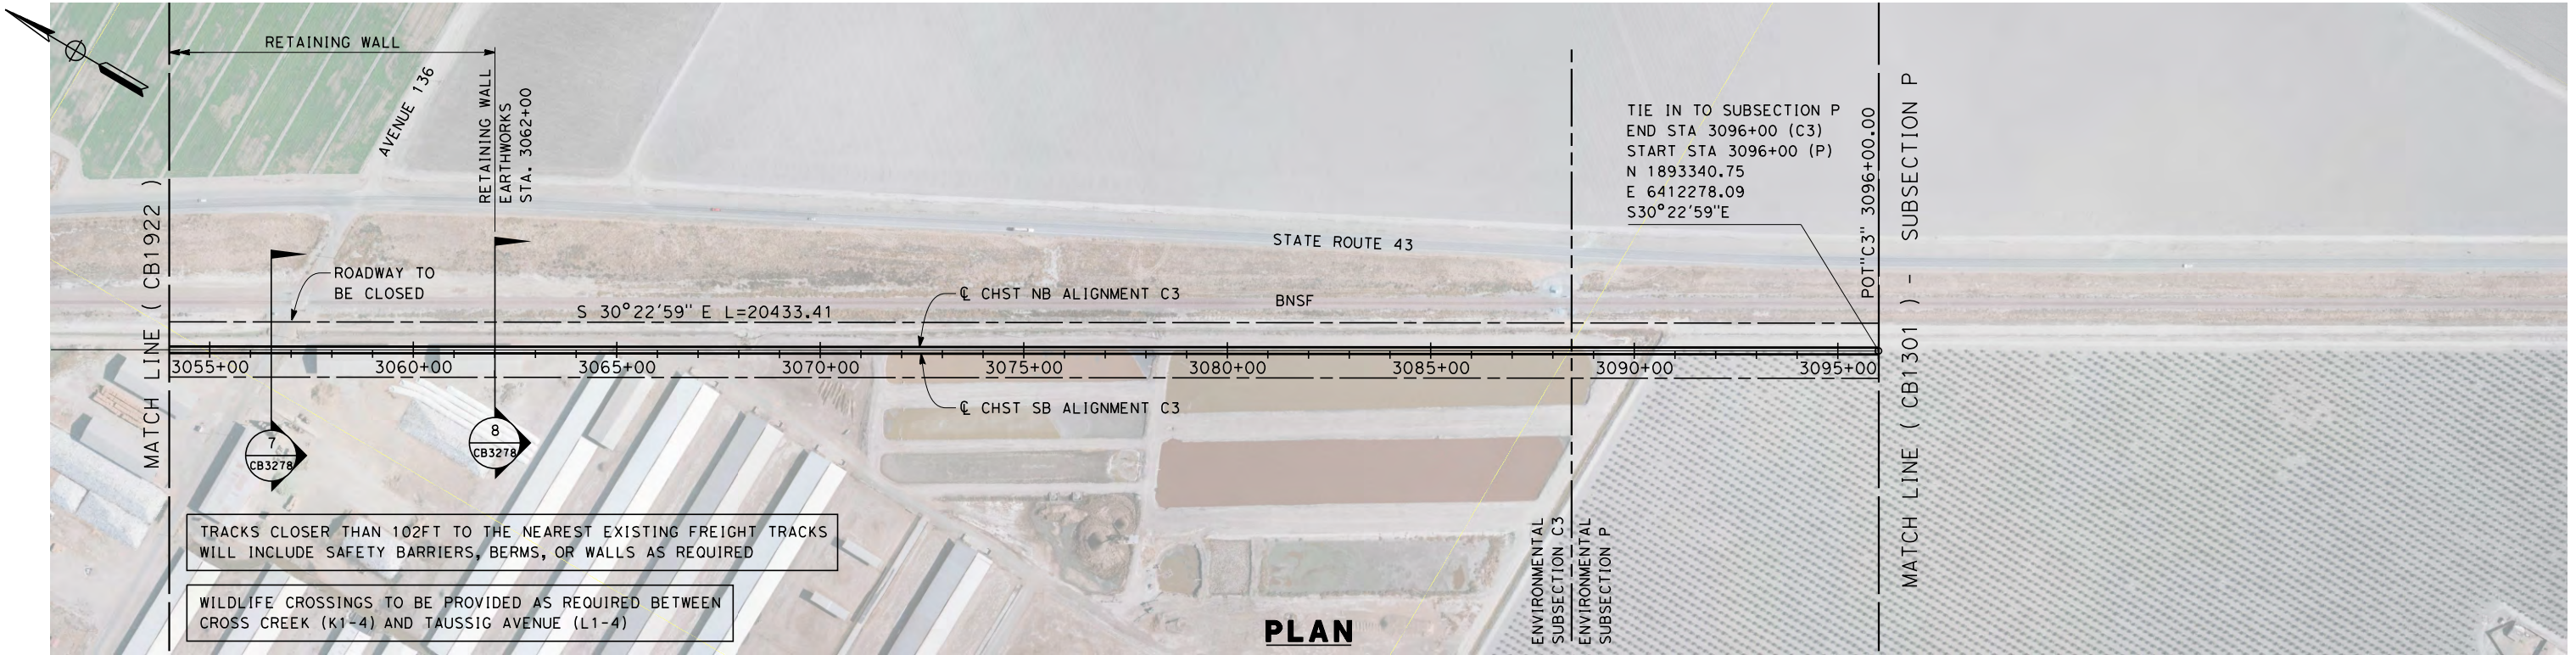 RETAINING WALL
AVENUE 136
RETAINING WALL
EARTHWORKS
STA. 3062+00
TIE IN TO SUBSECTION P
END STA 3096+00 (C3)
START STA 3096+00 (P)
N 1893340.75
E 6412278.09
S30°22'59"E
POT"C3" 3096+00.00
MATCH LINE ( CB1301 ) - SUBSECTION P
MATCH LINE ( CB1922 )
STATE ROUTE 43
ROADWAY TO
BE CLOSED
S 30°22'59" E L=20433.41
℄ CHST NB ALIGNMENT C3
BNSF
3055+00
3060+00
3065+00
3070+00
3075+00
3080+00
3085+00
3090+00
3095+00
℄ CHST SB ALIGNMENT C3
7
CB3278
8
CB3278
TRACKS CLOSER THAN 102FT TO THE NEAREST EXISTING FREIGHT TRACKS
WILL INCLUDE SAFETY BARRIERS, BERMS, OR WALLS AS REQUIRED
WILDLIFE CROSSINGS TO BE PROVIDED AS REQUIRED BETWEEN
CROSS CREEK (K1-4) AND TAUSSIG AVENUE (L1-4)
ENVIRONMENTAL
SUBSECTION C3
ENVIRONMENTAL
SUBSECTION P
PLAN